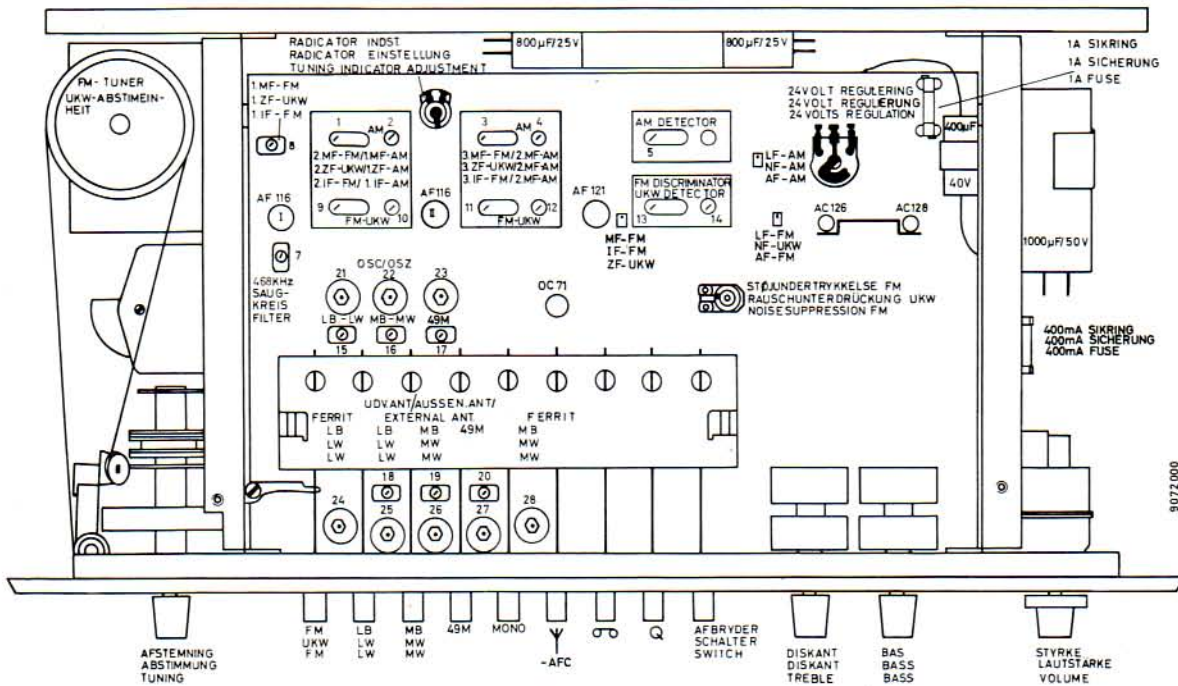 800µF/25V
800µF/25V
RADICATOR INDST.
RADICATOR EINSTELLUNG
TUNING INDICATOR ADJUSTMENT
1A SIKRING
1A SICHERUNG
1A FUSE
FM-TUNER
UKW-ABSTIMEIN-
HEIT
1.MF-FM
1.ZF-UKW
1.IF-FM
8
1 AM 2
2.MF-FM/1.MF-AM
2.ZF-UKW/1.ZF-AM
2.IF-FM/1.IF-AM
9 10
FM-UKW
3 AM 4
3.MF-FM/2.MF-AM
3.ZF-UKW/2.MF-AM
3.IF-FM/2.MF-AM
11 12
FM-UKW
AM DETECTOR
5
FM DISCRIMINATOR
UKW DETECTOR
13 14
24VOLT REGULERING
24 VOLT REGULIERUNG
24 VOLTS REGULATION
400µF
40V
LF-AM
NF-AM
AF-AM
AF 116
I
AF116
II
AF 121
MF-FM
IF-FM
ZF-UKW
LF-FM
NF-UKW
AF-FM
AC126
AC128
1000µF/50V
7
468KHz
SAUG-
KREIS
FILTER
OSC/OSZ
21 22 23
LB-LW
MB-MW
49M
15 16 17
OC71
STØJUNDERTRYKKELSE FM
RAUSCHUNTERDRÜCKUNG UKW
NOISESUPPRESSION FM
400mA SIKRING
400mA SICHERUNG
400mA FUSE
UDV.ANT/AUSSEN.ANT/
FERRIT EXTERNAL ANT. FERRIT
LB LB MB 49M MB
LW LW MW MW
LW LW MW MW
18 19 20
24 25 26 27 28
9072000
AFSTEMNING
ABSTIMMUNG
TUNING
FM
UKW
FM
LB
LW
LW
MB
MW
MW
49M
MONO
-AFC
AFBRYDER
SCHALTER
SWITCH
DISKANT
DISKANT
TREBLE
BAS
BASS
BASS
STYRKE
LAUTSTARKE
VOLUME